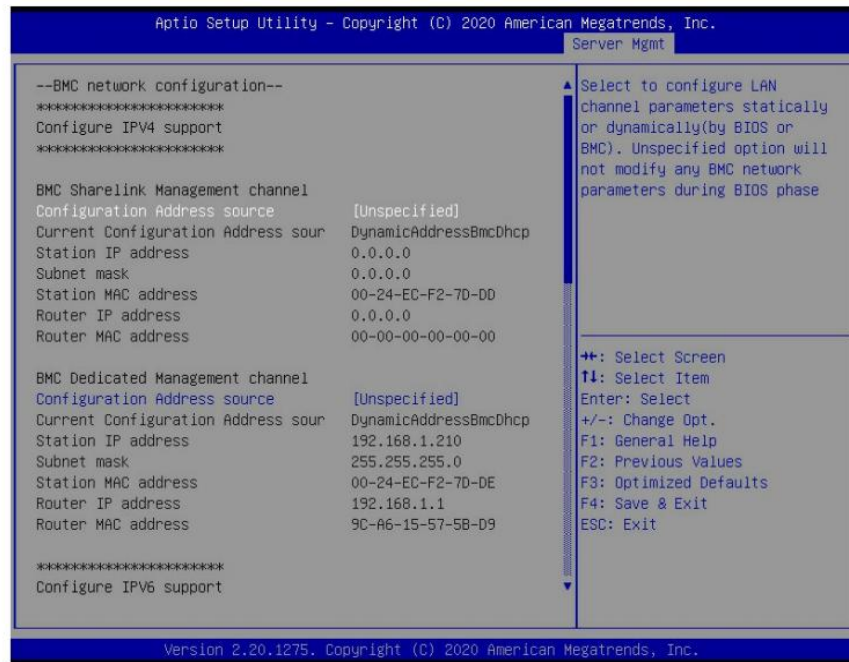 Aptio Setup Utility – Copyright (C) 2020 American Megatrends, Inc.
Server Mgmt
--BMC network configuration--
***********************
Configure IPV4 support
***********************
BMC Sharelink Management channel
Configuration Address source [Unspecified]
Current Configuration Address sour DynamicAddressBmcDhcp
Station IP address 0.0.0.0
Subnet mask 0.0.0.0
Station MAC address 00-24-EC-F2-7D-DD
Router IP address 0.0.0.0
Router MAC address 00-00-00-00-00-00
BMC Dedicated Management channel
Configuration Address source [Unspecified]
Current Configuration Address sour DynamicAddressBmcDhcp
Station IP address 192.168.1.210
Subnet mask 255.255.255.0
Station MAC address 00-24-EC-F2-7D-DE
Router IP address 192.168.1.1
Router MAC address 9C-A6-15-57-5B-D9
***********************
Configure IPV6 support
Select to configure LAN
channel parameters statically
or dynamically(by BIOS or
BMC). Unspecified option will
not modify any BMC network
parameters during BIOS phase
→←: Select Screen
↑↓: Select Item
Enter: Select
+/-: Change Opt.
F1: General Help
F2: Previous Values
F3: Optimized Defaults
F4: Save & Exit
ESC: Exit
Version 2.20.1275. Copyright (C) 2020 American Megatrends, Inc.